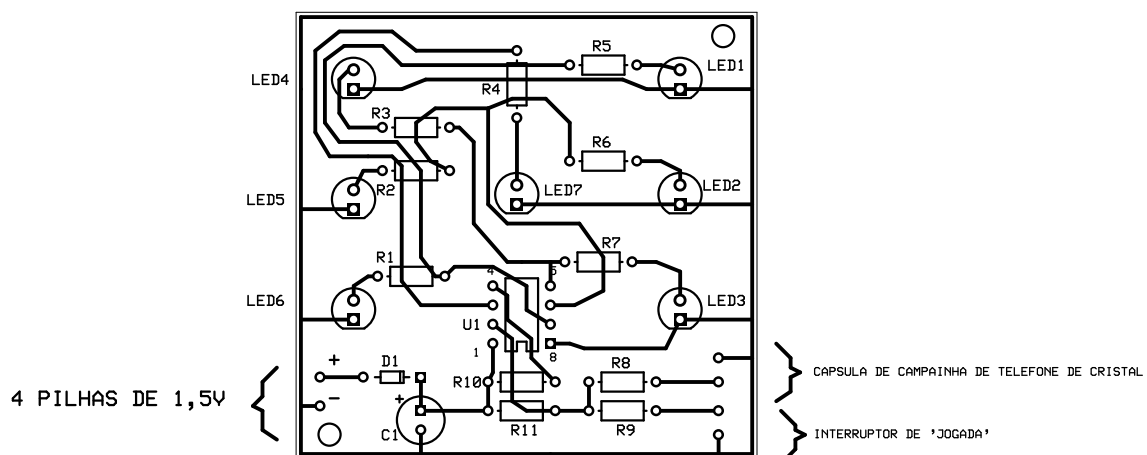 R5
LED1
LED4
R4
R3
R6
R2
LED7
LED2
LED5
R7
R1
4
5
LED6
LED3
U1
1
8
+
D1
R8
CAPSULA DE CAMPAINHA DE TELEFONE DE CRISTAL
R10
4 PILHAS DE 1,5V
−
+
C1
R11
R9
INTERRUPTOR DE 'JOGADA'